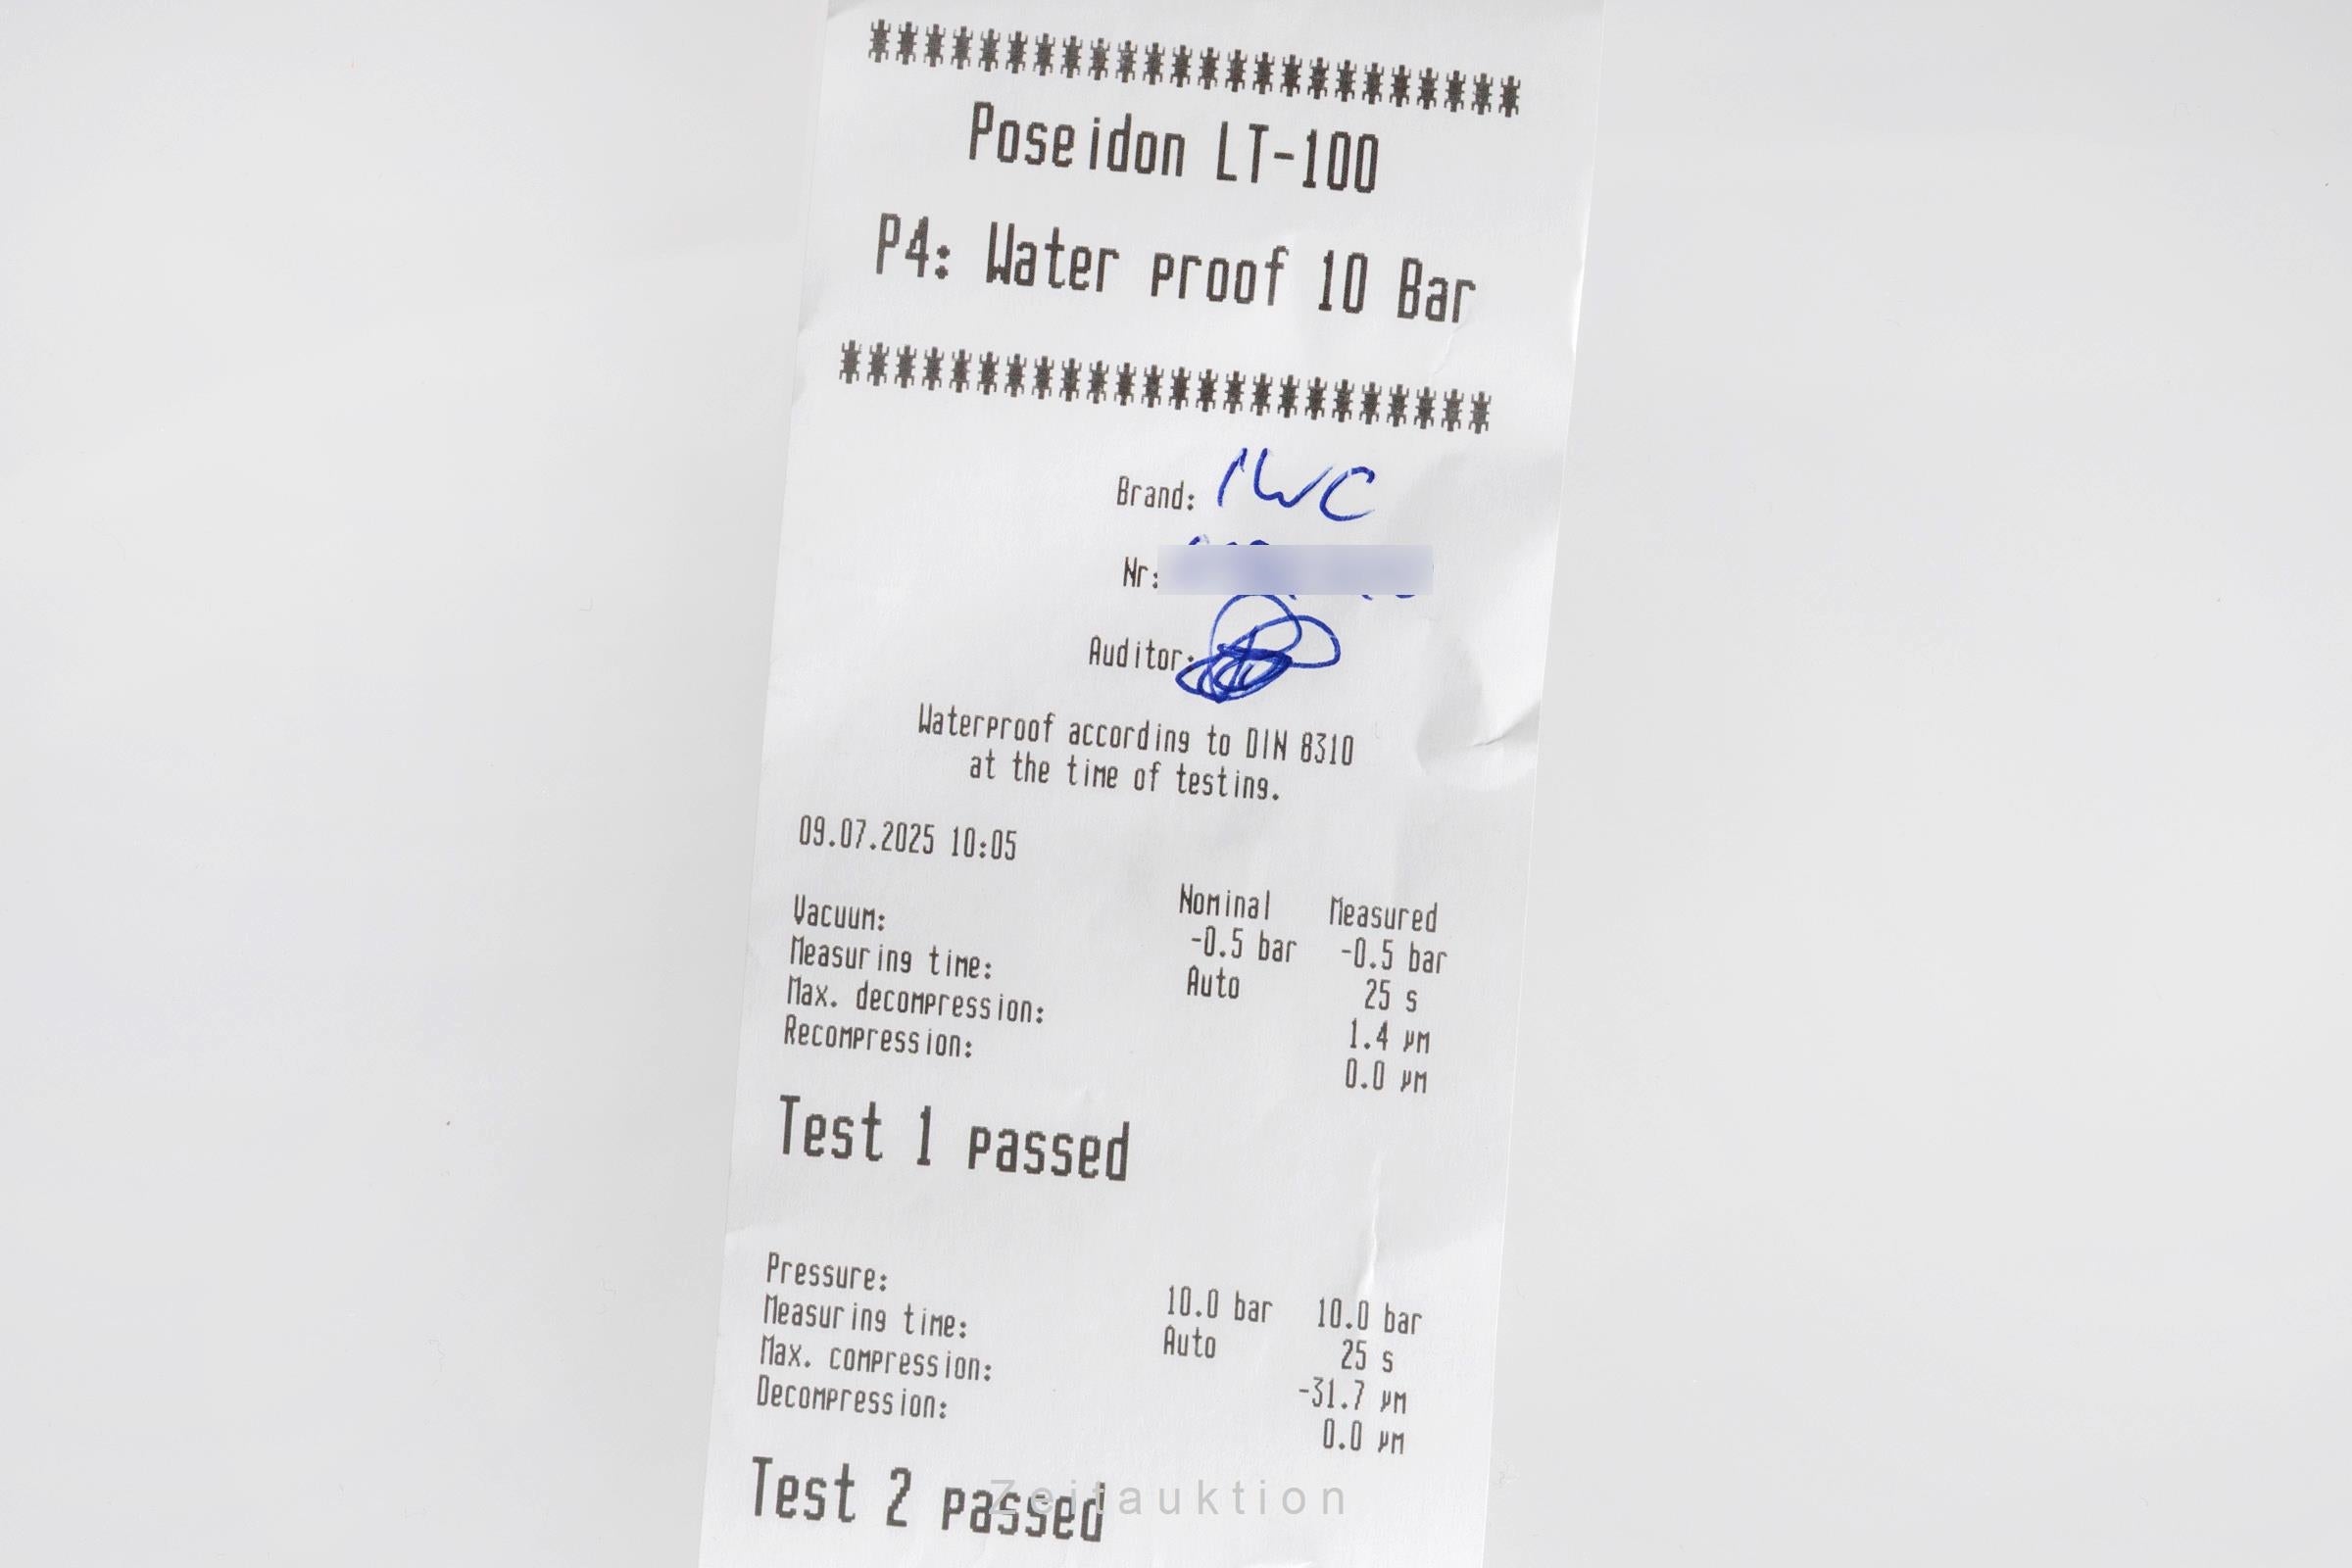 ************************
Poseidon LT-100
P4: Water proof 10 Bar
************************
Brand: IWC
Nr:
Auditor:
Waterproof according to DIN 8310
at the time of testing.
09.07.2025 10:05
Nominal Measured
Vacuum: -0.5 bar -0.5 bar
Measuring time: Auto 25 s
Max. decompression: 1.4 µm
Recompression: 0.0 µm
Test 1 passed
Pressure: 10.0 bar 10.0 bar
Measuring time: Auto 25 s
Max. compression: -31.7 µm
Decompression: 0.0 µm
Test 2 passed
Zeitauktion